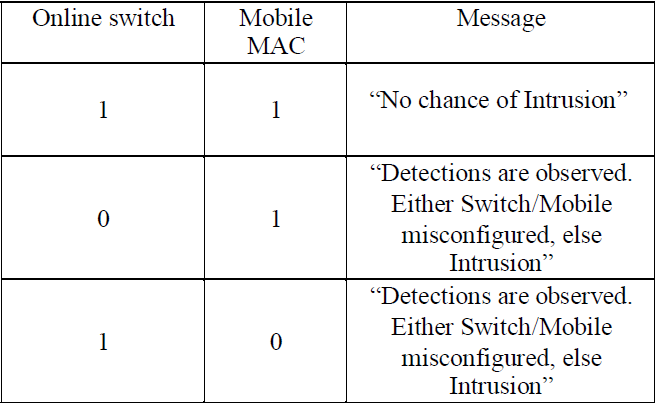 Online switch Mobile MAC Message
1 1 “No chance of Intrusion”
0 1 “Detections are observed. Either Switch/Mobile misconfigured, else Intrusion”
1 0 “Detections are observed. Either Switch/Mobile misconfigured, else Intrusion”